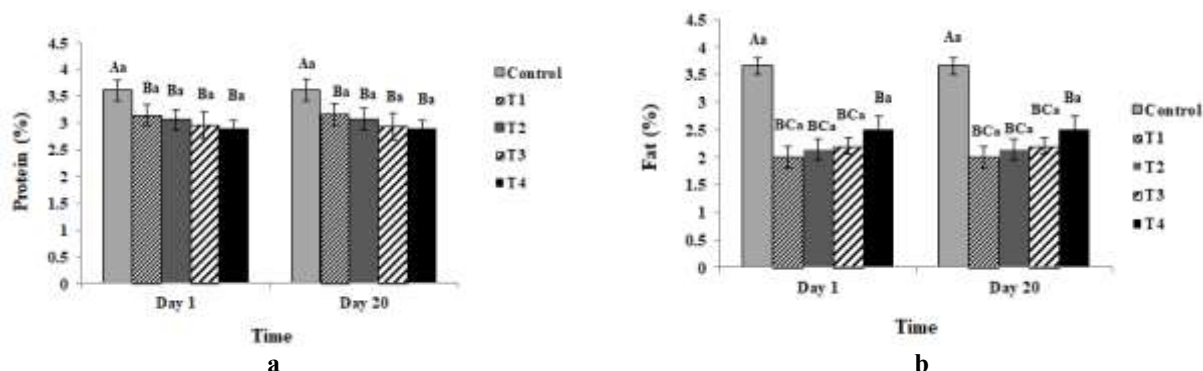 4.5
4
3.5
3
2.5
2
1.5
1
0.5
0
Protein (%)
Aa Ba Ba Ba Ba
Aa Ba Ba Ba Ba
Day 1 Day 20
Time
Control
T1
T2
T3
T4
a
4.5
4
3.5
3
2.5
2
1.5
1
0.5
0
Fat (%)
Aa BCa BCa BCa Ba
Aa BCa BCa BCa Ba
Day 1 Day 20
Time
Control
T1
T2
T3
T4
b